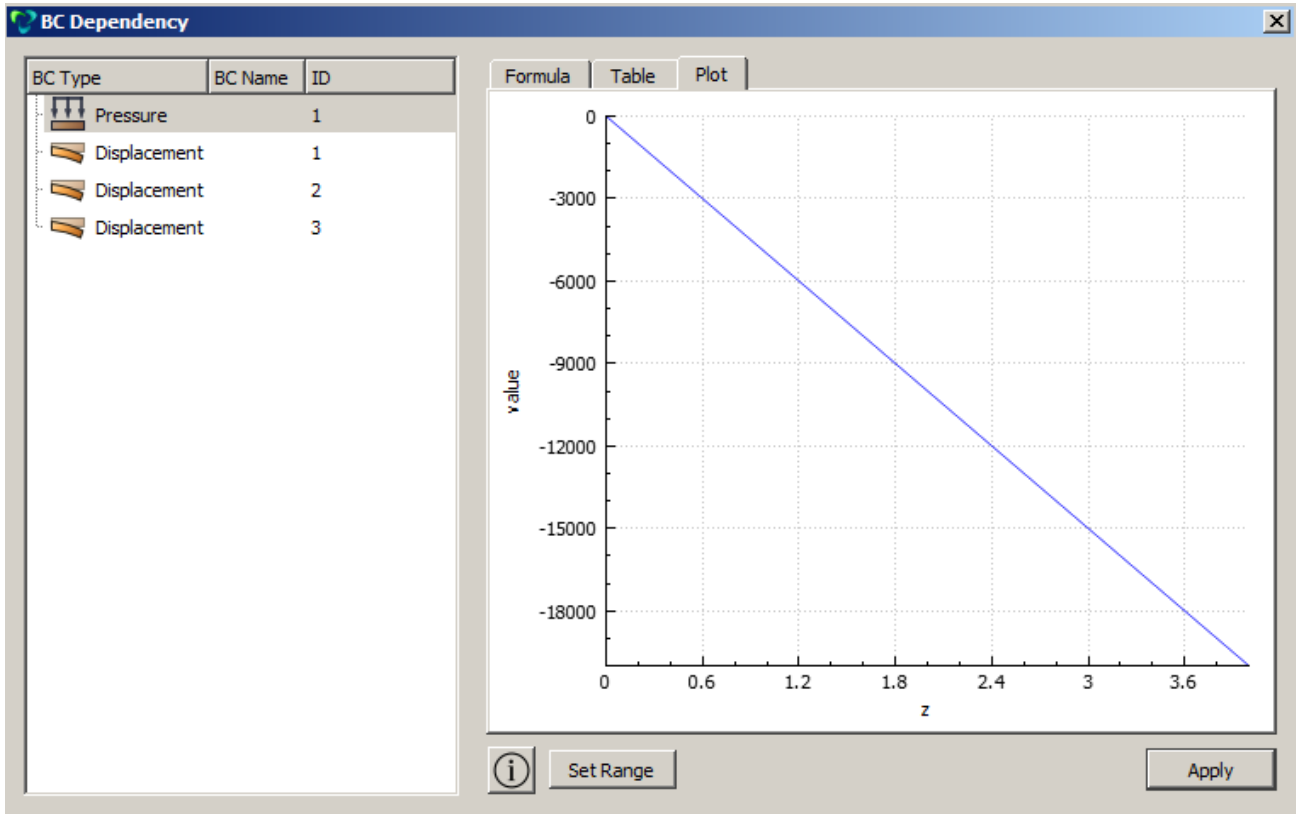 BC Dependency
BC Type BC Name ID
Pressure 1
Displacement 1
Displacement 2
Displacement 3
Formula Table Plot
0
-3000
-6000
-9000
-12000
-15000
-18000
value
0 0.6 1.2 1.8 2.4 3 3.6
z
i Set Range Apply